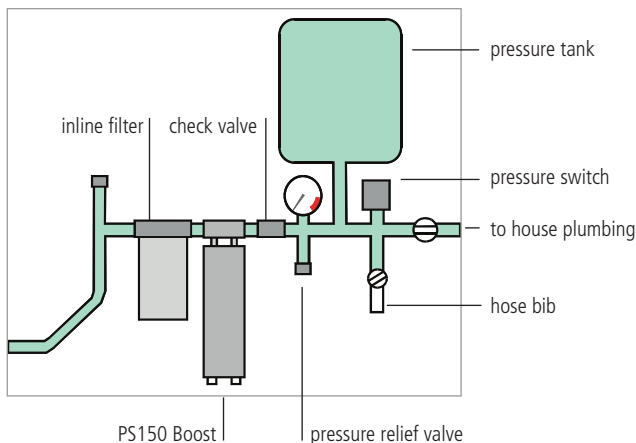 pressure tank
inline filter
check valve
pressure switch
to house plumbing
hose bib
PS150 Boost
pressure relief valve